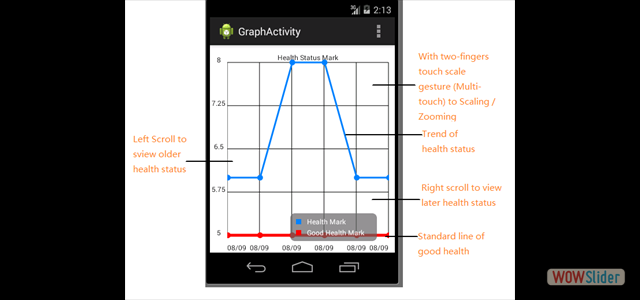 3G 2:13
GraphActivity
Health Status Mark
8
7.25
6.5
5.75
5
08/09 08/09 08/09 08/09 08/09 08/09
Health Mark
Good Health Mark
Left Scroll to
sview older
health status
With two-fingers
touch scale
gesture (Multi-
touch) to Scaling /
Zooming
Trend of
health status
Right scroll to view
later health status
Standard line of
good health
WOWSlider